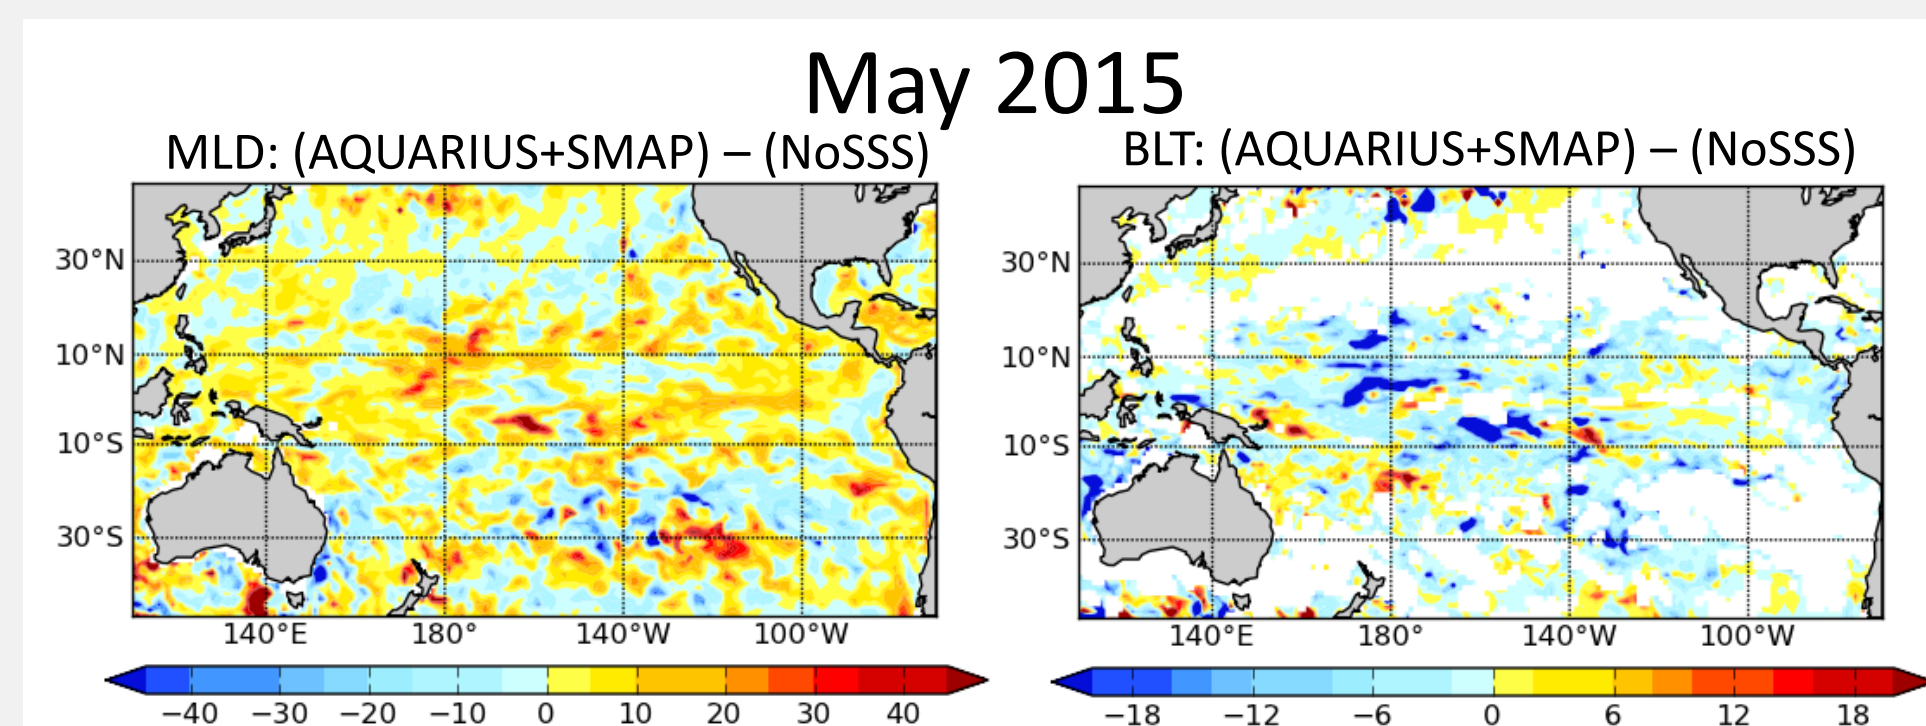 May 2015
MLD: (AQUARIUS+SMAP) – (NoSSS)
BLT: (AQUARIUS+SMAP) – (NoSSS)
30°N
10°N
10°S
30°S
140°E 180° 140°W 100°W
−40 −30 −20 −10 0 10 20 30 40
30°N
10°N
10°S
30°S
140°E 180° 140°W 100°W
−18 −12 −6 0 6 12 18